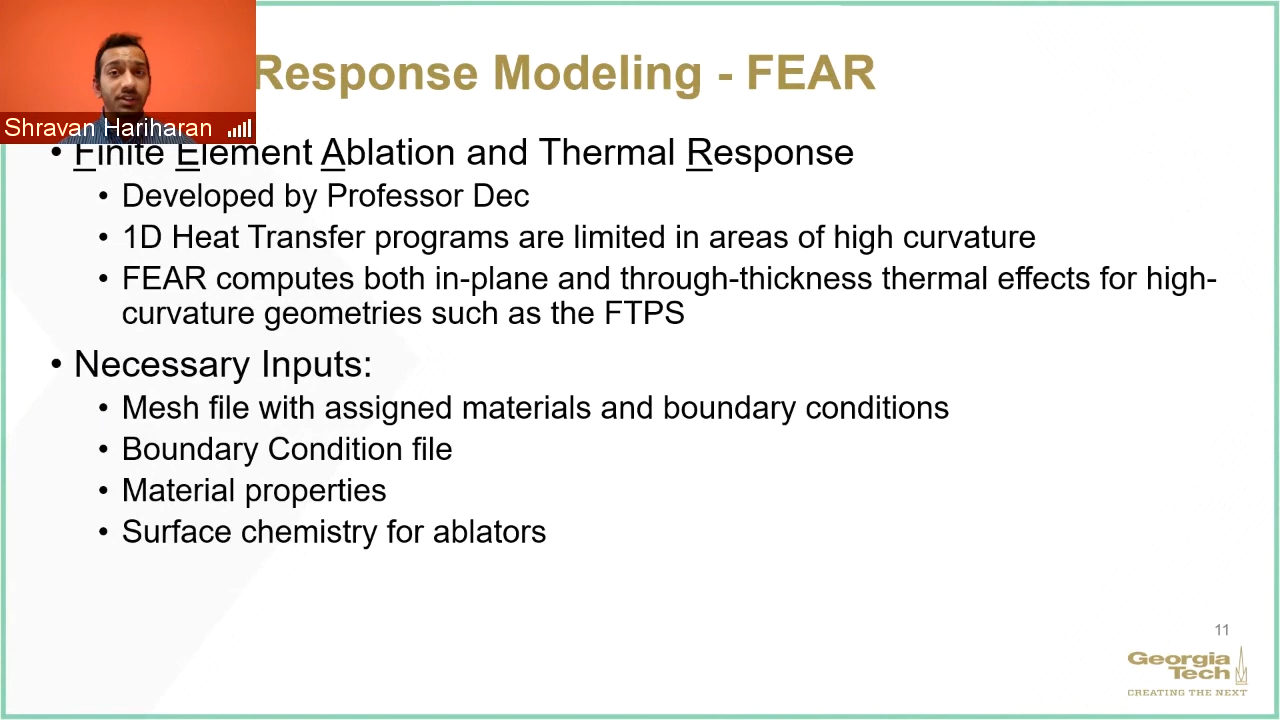 Response Modeling - FEAR
Shravan Hariharan
• Finite Element Ablation and Thermal Response
• Developed by Professor Dec
• 1D Heat Transfer programs are limited in areas of high curvature
• FEAR computes both in-plane and through-thickness thermal effects for high-
curvature geometries such as the FTPS
• Necessary Inputs:
• Mesh file with assigned materials and boundary conditions
• Boundary Condition file
• Material properties
• Surface chemistry for ablators
11
Georgia
Tech
CREATING THE NEXT